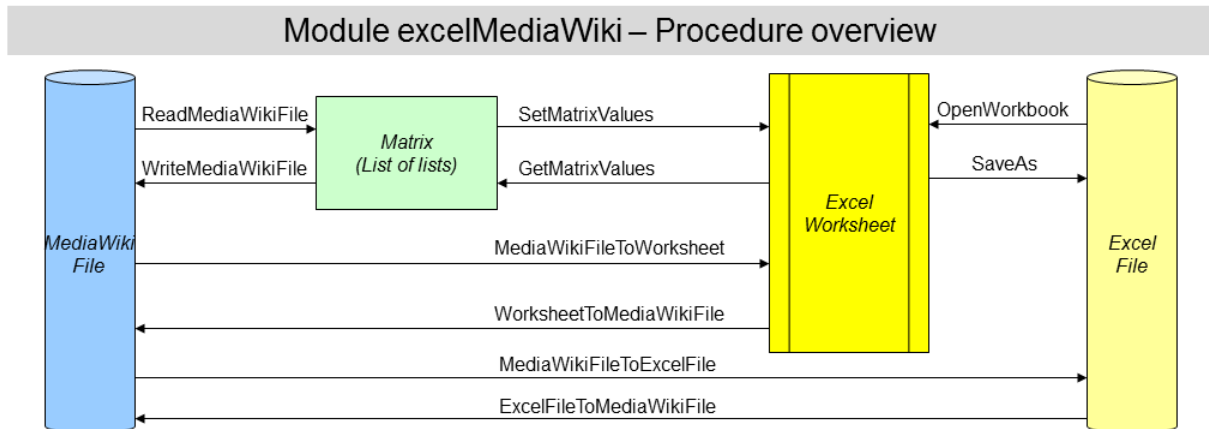 Module excelMediaWiki – Procedure overview
ReadMediaWikiFile
SetMatrixValues
OpenWorkbook
Matrix
(List of lists)
WriteMediaWikiFile
GetMatrixValues
SaveAs
Excel
Worksheet
MediaWiki
File
MediaWikiFileToWorksheet
Excel
File
WorksheetToMediaWikiFile
MediaWikiFileToExcelFile
ExcelFileToMediaWikiFile